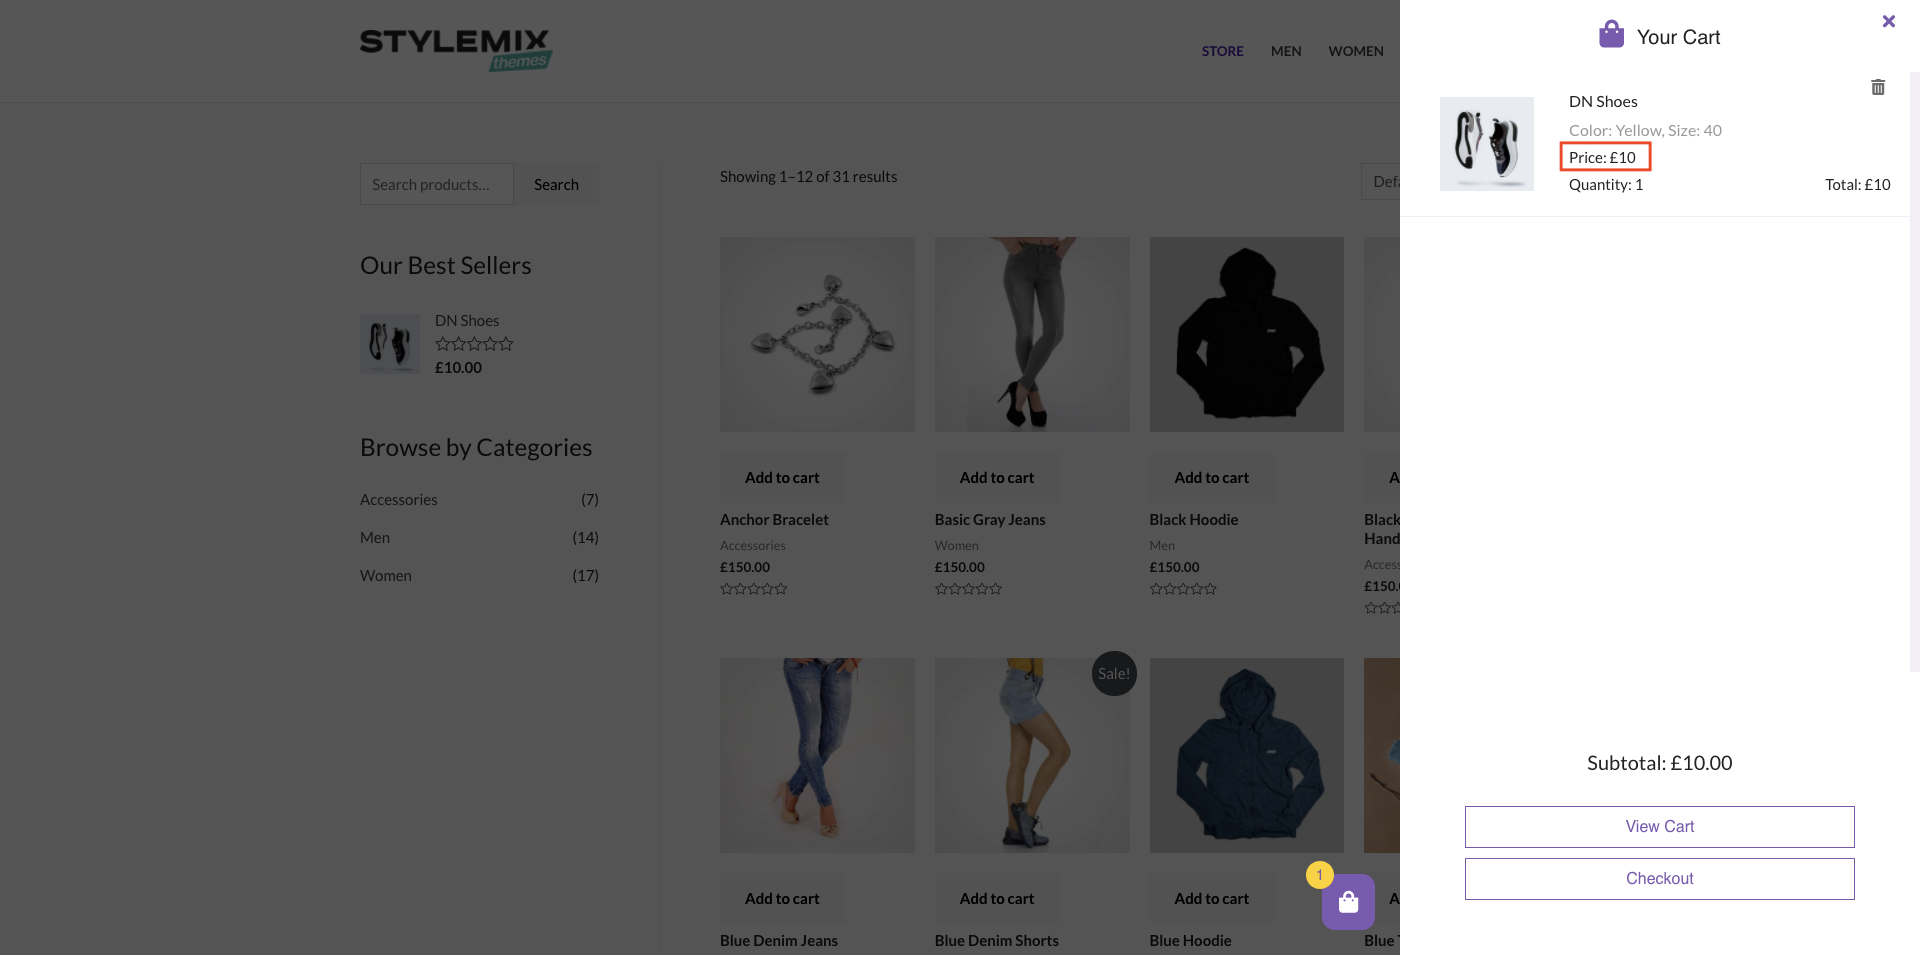 STYLEMIX
themes
STORE MEN WOMEN
Search products... Search
Our Best Sellers
DN Shoes
£10.00
Browse by Categories
Accessories (7)
Men (14)
Women (17)
Showing 1–12 of 31 results
Add to cart
Anchor Bracelet
Accessories
£150.00
Add to cart
Basic Gray Jeans
Women
£150.00
Add to cart
Black Hoodie
Men
£150.00
Black
Sale!
Add to cart
Blue Denim Jeans
Add to cart
Blue Denim Shorts
Add to cart
Blue Hoodie
Blue
1
Your Cart
DN Shoes
Color: Yellow, Size: 40
Price: £10
Quantity: 1 Total: £10
Subtotal: £10.00
View Cart
Checkout